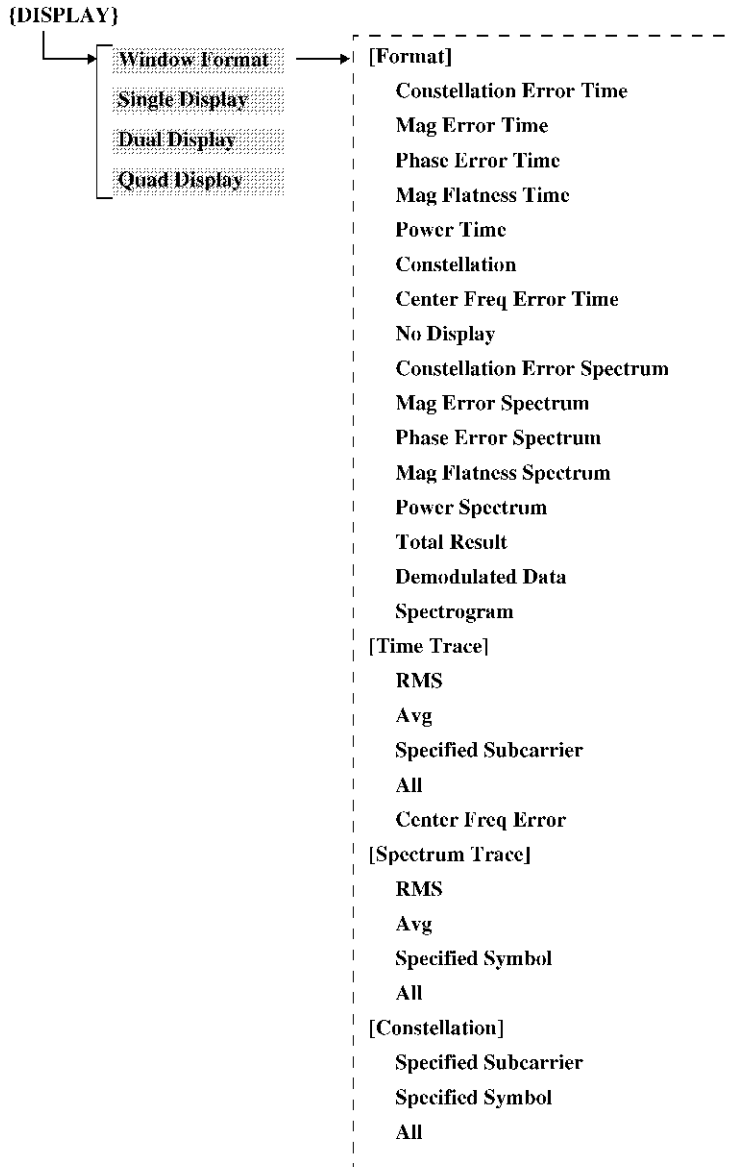 {DISPLAY}
Window Format
Single Display
Dual Display
Quad Display
[Format]
Constellation Error Time
Mag Error Time
Phase Error Time
Mag Flatness Time
Power Time
Constellation
Center Freq Error Time
No Display
Constellation Error Spectrum
Mag Error Spectrum
Phase Error Spectrum
Mag Flatness Spectrum
Power Spectrum
Total Result
Demodulated Data
Spectrogram
[Time Trace]
RMS
Avg
Specified Subcarrier
All
Center Freq Error
[Spectrum Trace]
RMS
Avg
Specified Symbol
All
[Constellation]
Specified Subcarrier
Specified Symbol
All